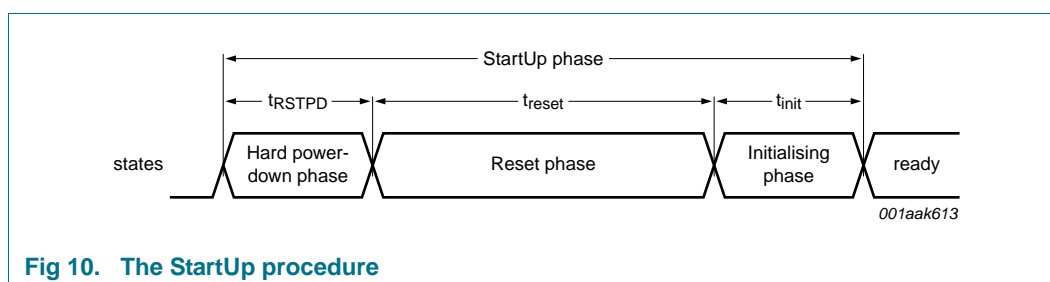 StartUp phase
tRSTPD
treset
tinit
states
Hard power-
down phase
Reset phase
Initialising
phase
ready
001aak613
Fig 10. The StartUp procedure